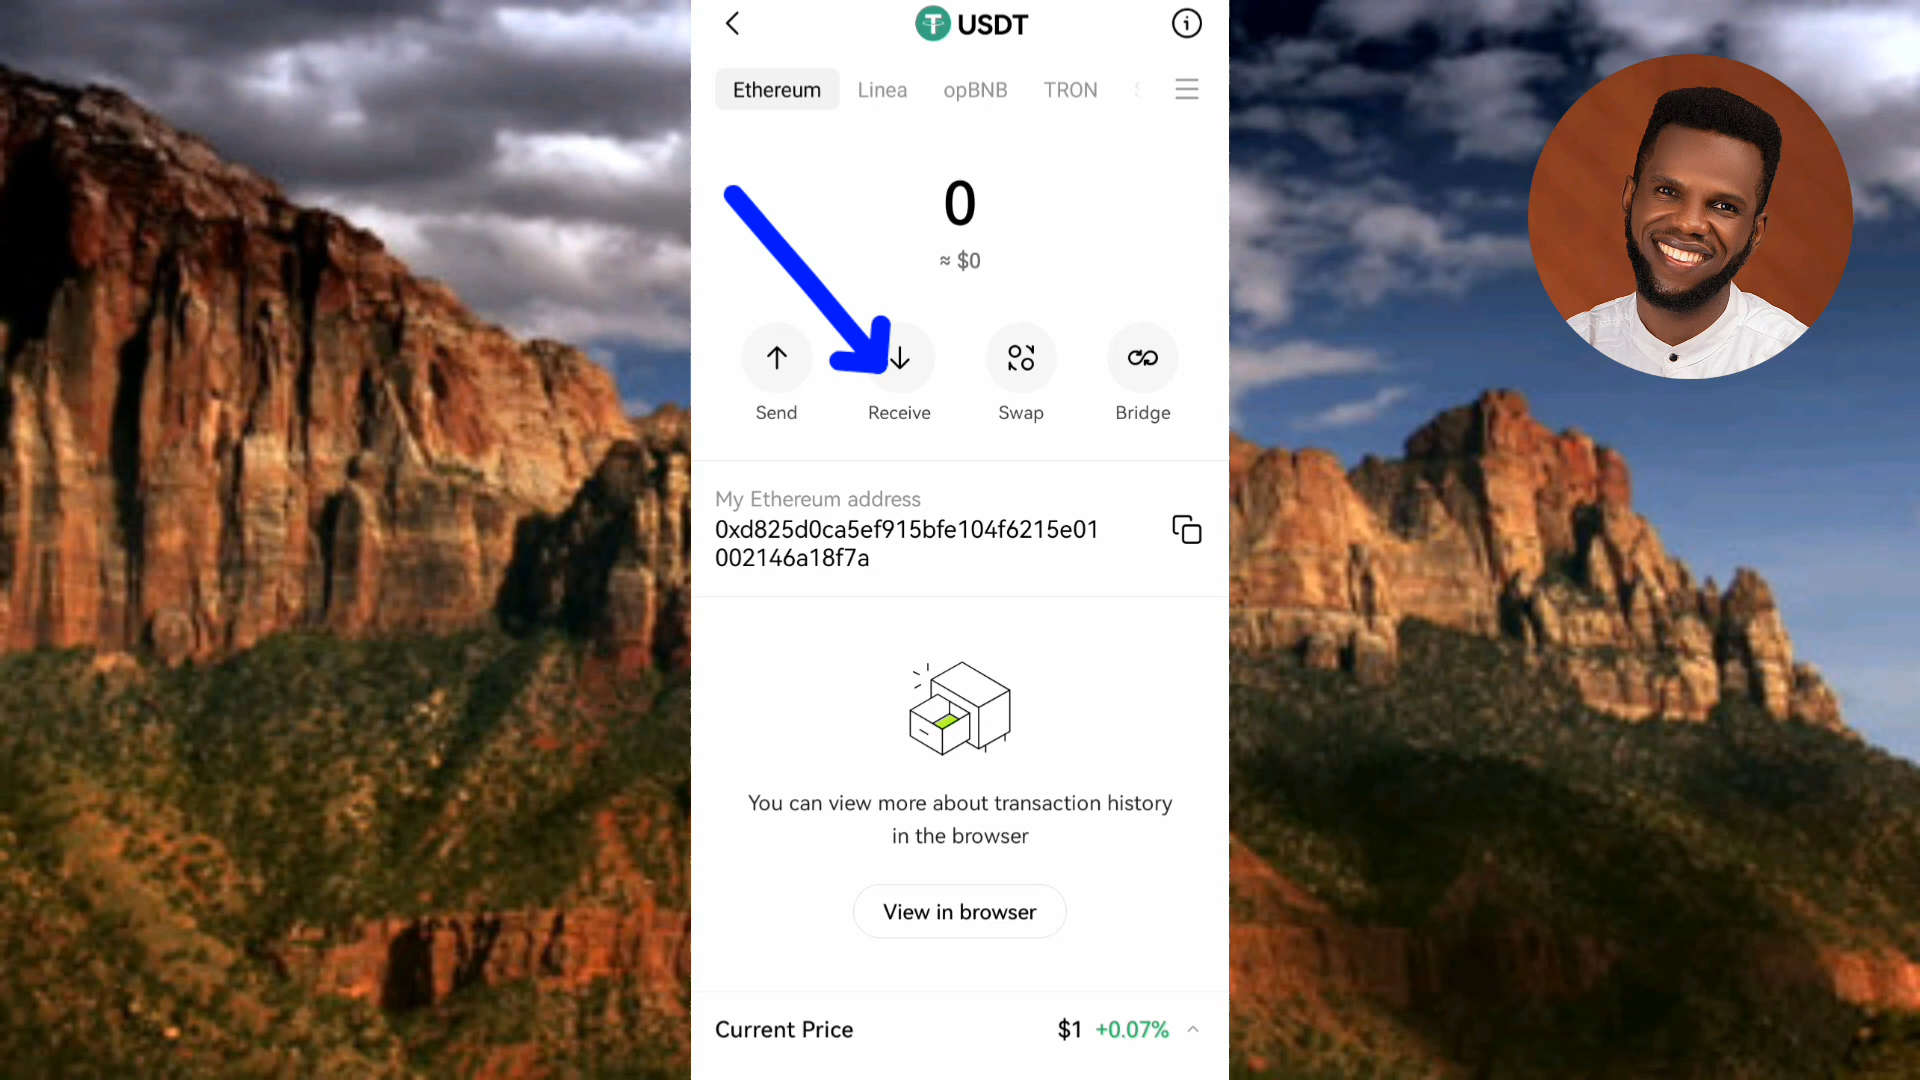 USDT
Ethereum Linea opBNB TRON
0
≈ $0
Send Receive Swap Bridge
My Ethereum address
0xd825d0ca5ef915bfe104f6215e01
002146a18f7a
You can view more about transaction history
in the browser
View in browser
Current Price $1 +0.07%